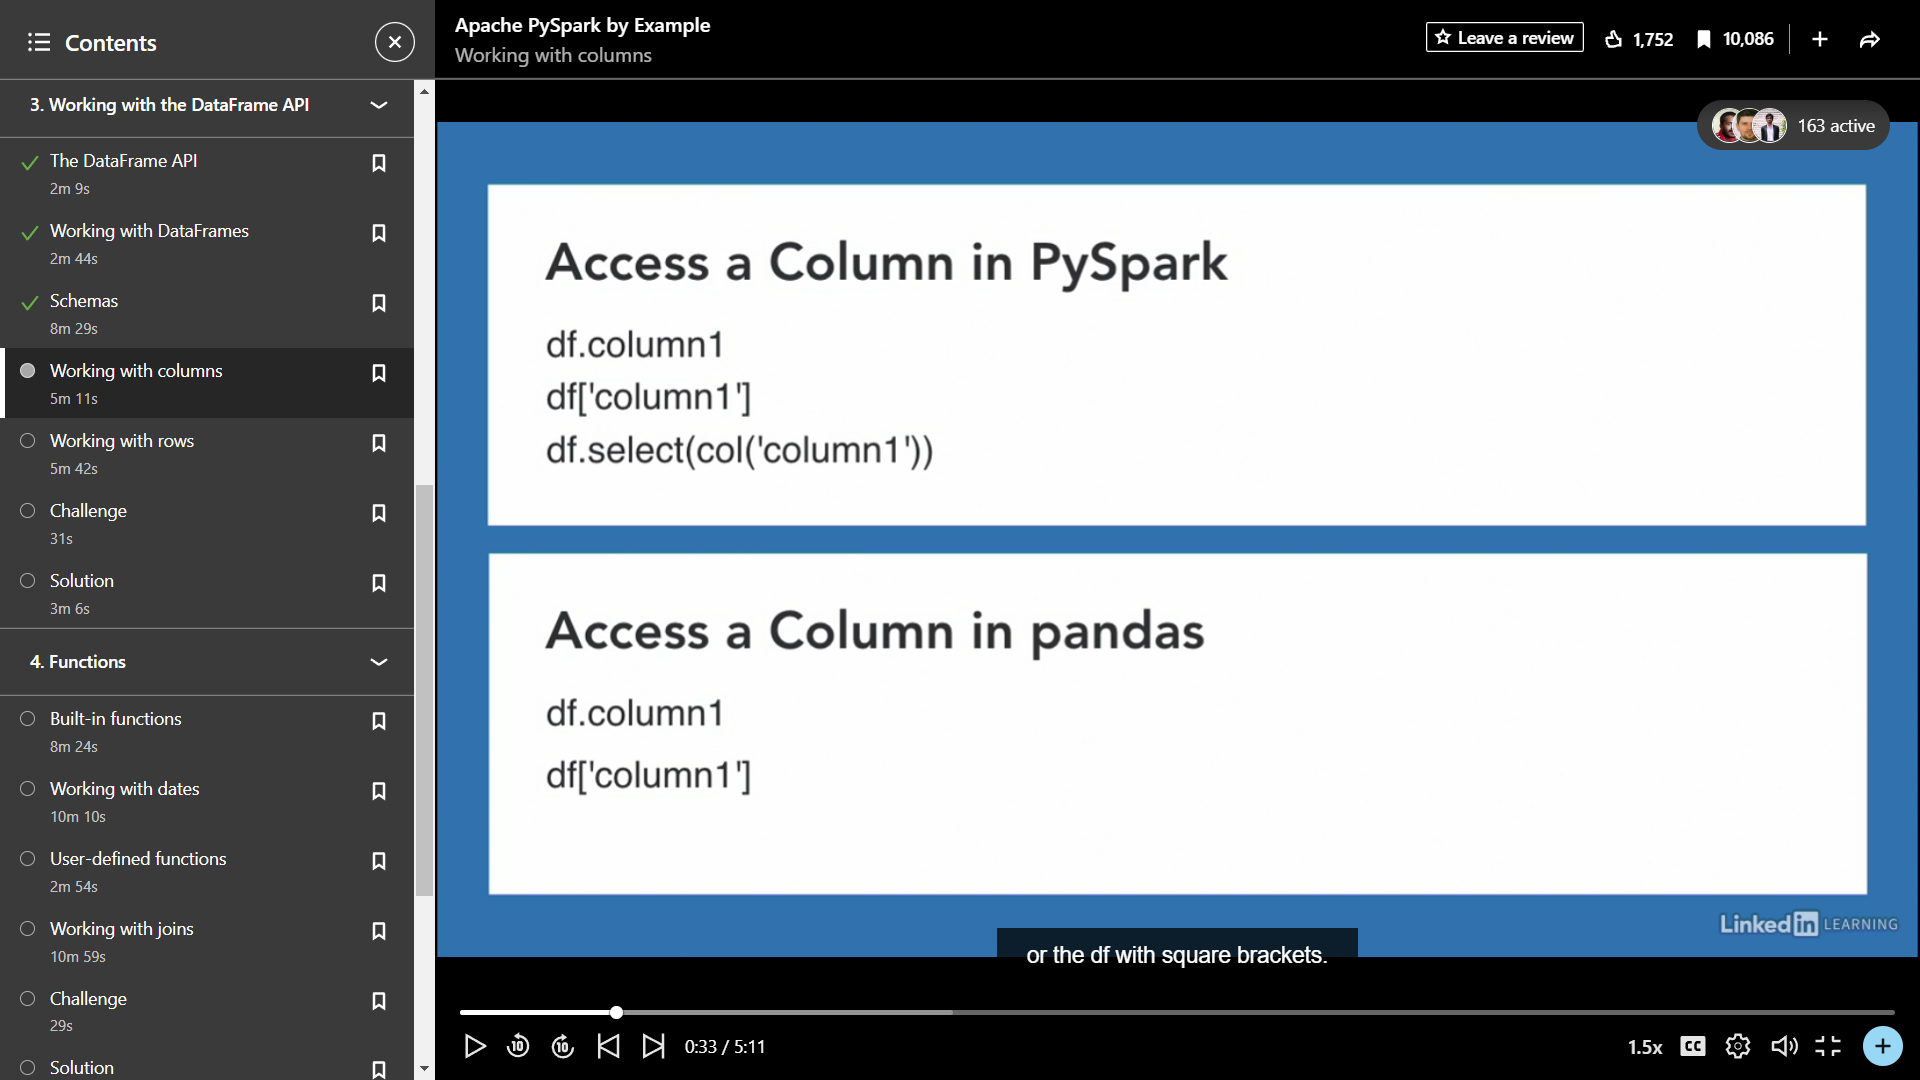 Contents
3. Working with the DataFrame API
The DataFrame API
2m 9s
Working with DataFrames
2m 44s
Schemas
8m 29s
Working with columns
5m 11s
Working with rows
5m 42s
Challenge
31s
Solution
3m 6s
4. Functions
Built-in functions
8m 24s
Working with dates
10m 10s
User-defined functions
2m 54s
Working with joins
10m 59s
Challenge
29s
Solution
Apache PySpark by Example
Working with columns
Leave a review
1,752
10,086
163 active
Access a Column in PySpark
df.column1
df['column1']
df.select(col('column1'))
Access a Column in pandas
df.column1
df['column1']
LinkedIn LEARNING
or the df with square brackets.
10
10
0:33 / 5:11
1.5x
CC